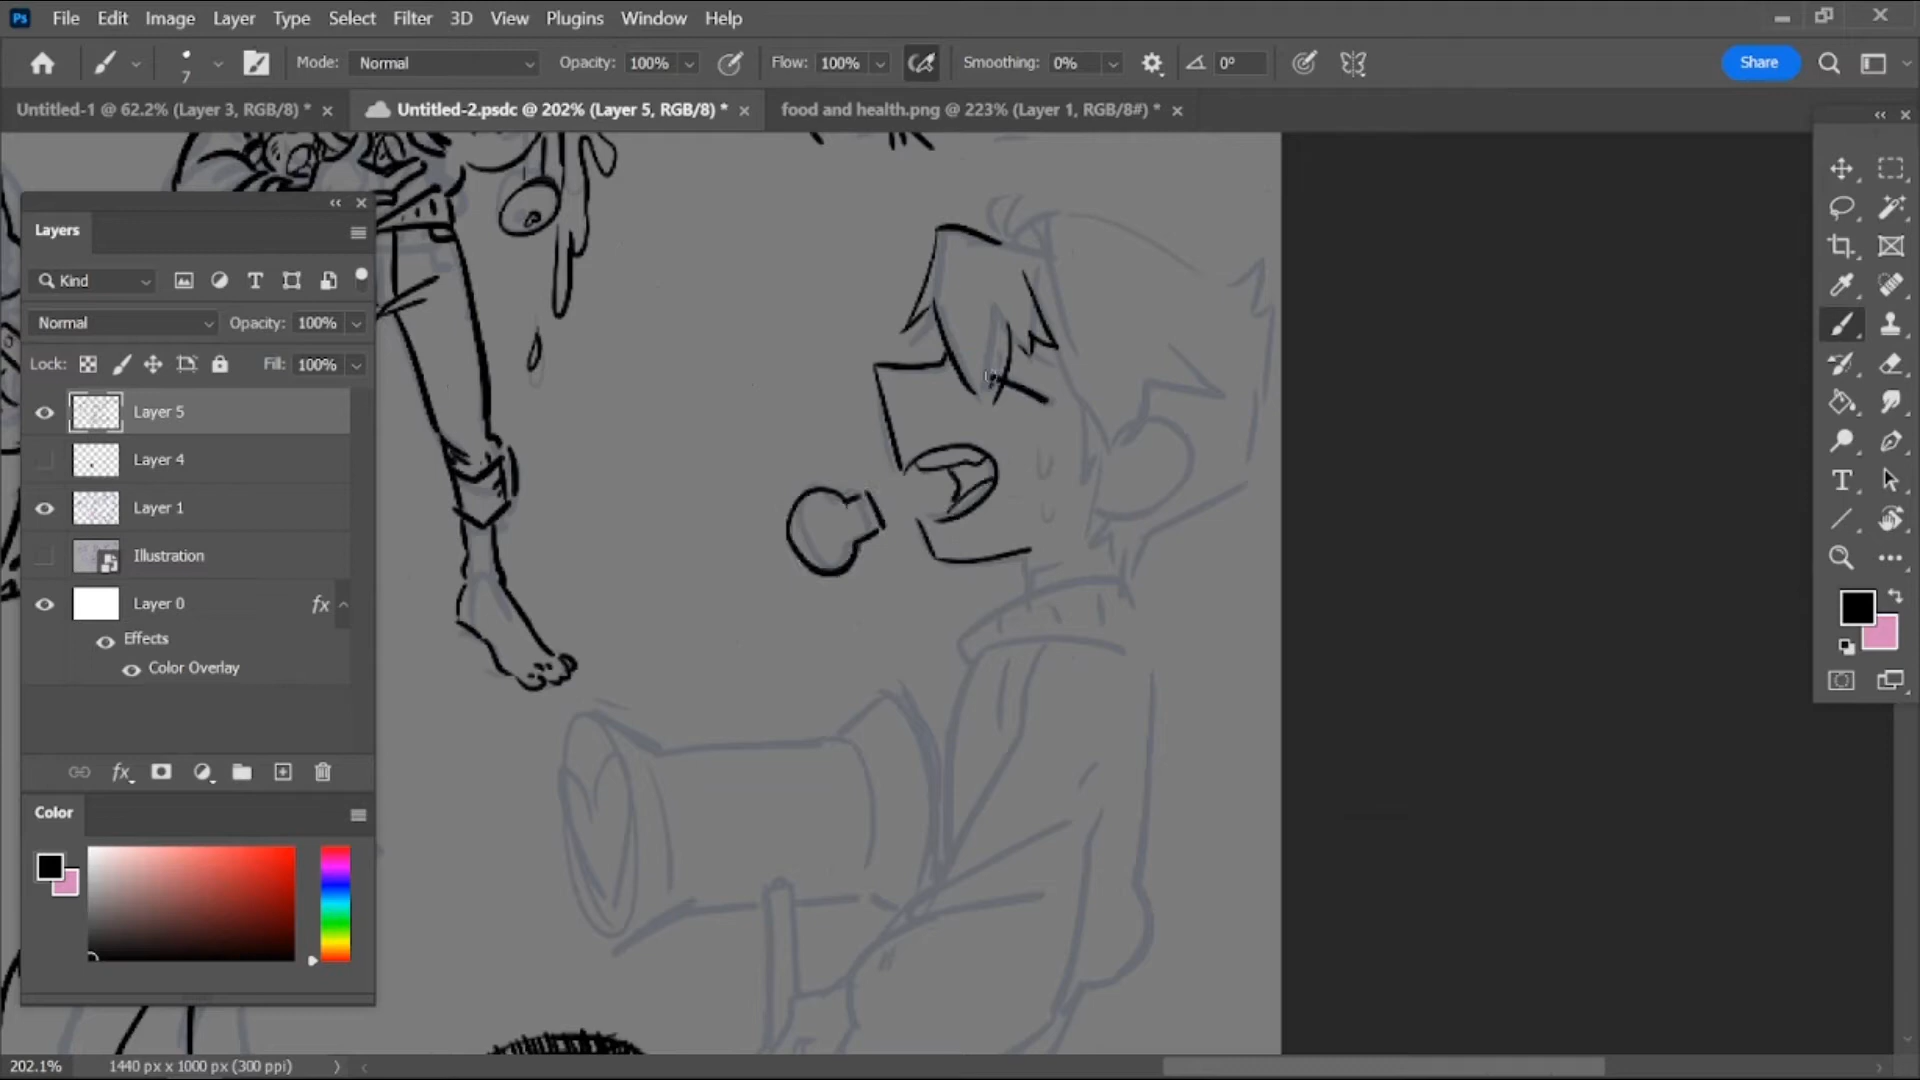 Ps File Edit Image Layer Select Filter 3D View Plugins Window Help
7 Mode: Normal Opacity: 100% Flow: 100% Smoothing: 0% 0° Share
Untitled-1 @ 62.2% (Layer 3, RGB/8) * Untitled-2.psdc @ 202% (Layer 5, RGB/8) * food and health.png @ 223% (Layer 1, RGB/8#) *
Layers
Kind
Normal Opacity: 100%
Lock: Fill: 100%
Layer 5
Layer 4
Layer 1
Illustration
Layer 0 fx
Effects
Color Overlay
fx
Color
202.1% 1440 px x 1000 px (300 ppi)